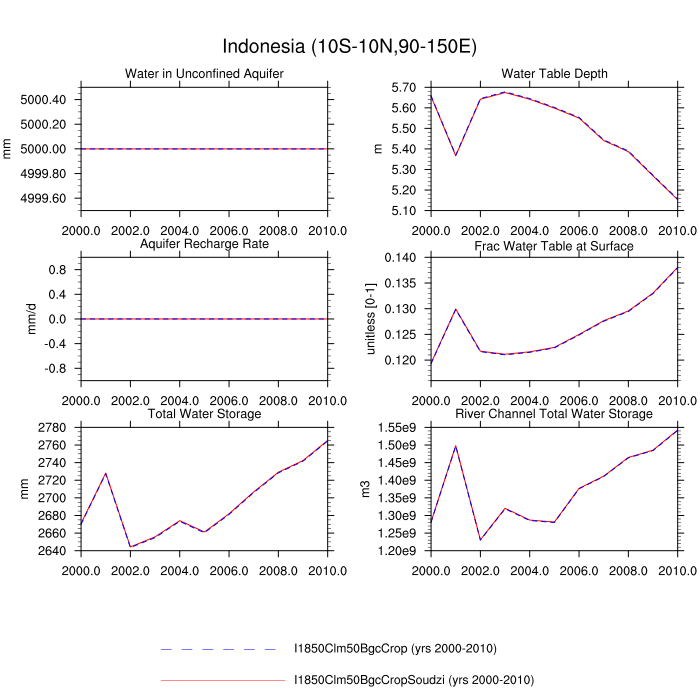 Indonesia (10S-10N,90-150E)
Water in Unconfined Aquifer
5000.40
5000.20
5000.00
4999.80
4999.60
mm
2000.0 2002.0 2004.0 2006.0 2008.0 2010.0
Water Table Depth
5.70
5.60
5.50
5.40
5.30
5.20
5.10
m
2000.0 2002.0 2004.0 2006.0 2008.0 2010.0
Aquifer Recharge Rate
0.8
0.4
0.0
-0.4
-0.8
mm/d
2000.0 2002.0 2004.0 2006.0 2008.0 2010.0
Frac Water Table at Surface
0.140
0.135
0.130
0.125
0.120
unitless [0-1]
2000.0 2002.0 2004.0 2006.0 2008.0 2010.0
Total Water Storage
2780
2760
2740
2720
2700
2680
2660
2640
mm
2000.0 2002.0 2004.0 2006.0 2008.0 2010.0
River Channel Total Water Storage
1.55e9
1.50e9
1.45e9
1.40e9
1.35e9
1.30e9
1.25e9
1.20e9
m3
2000.0 2002.0 2004.0 2006.0 2008.0 2010.0
I1850Clm50BgcCrop (yrs 2000-2010)
I1850Clm50BgcCropSoudzi (yrs 2000-2010)